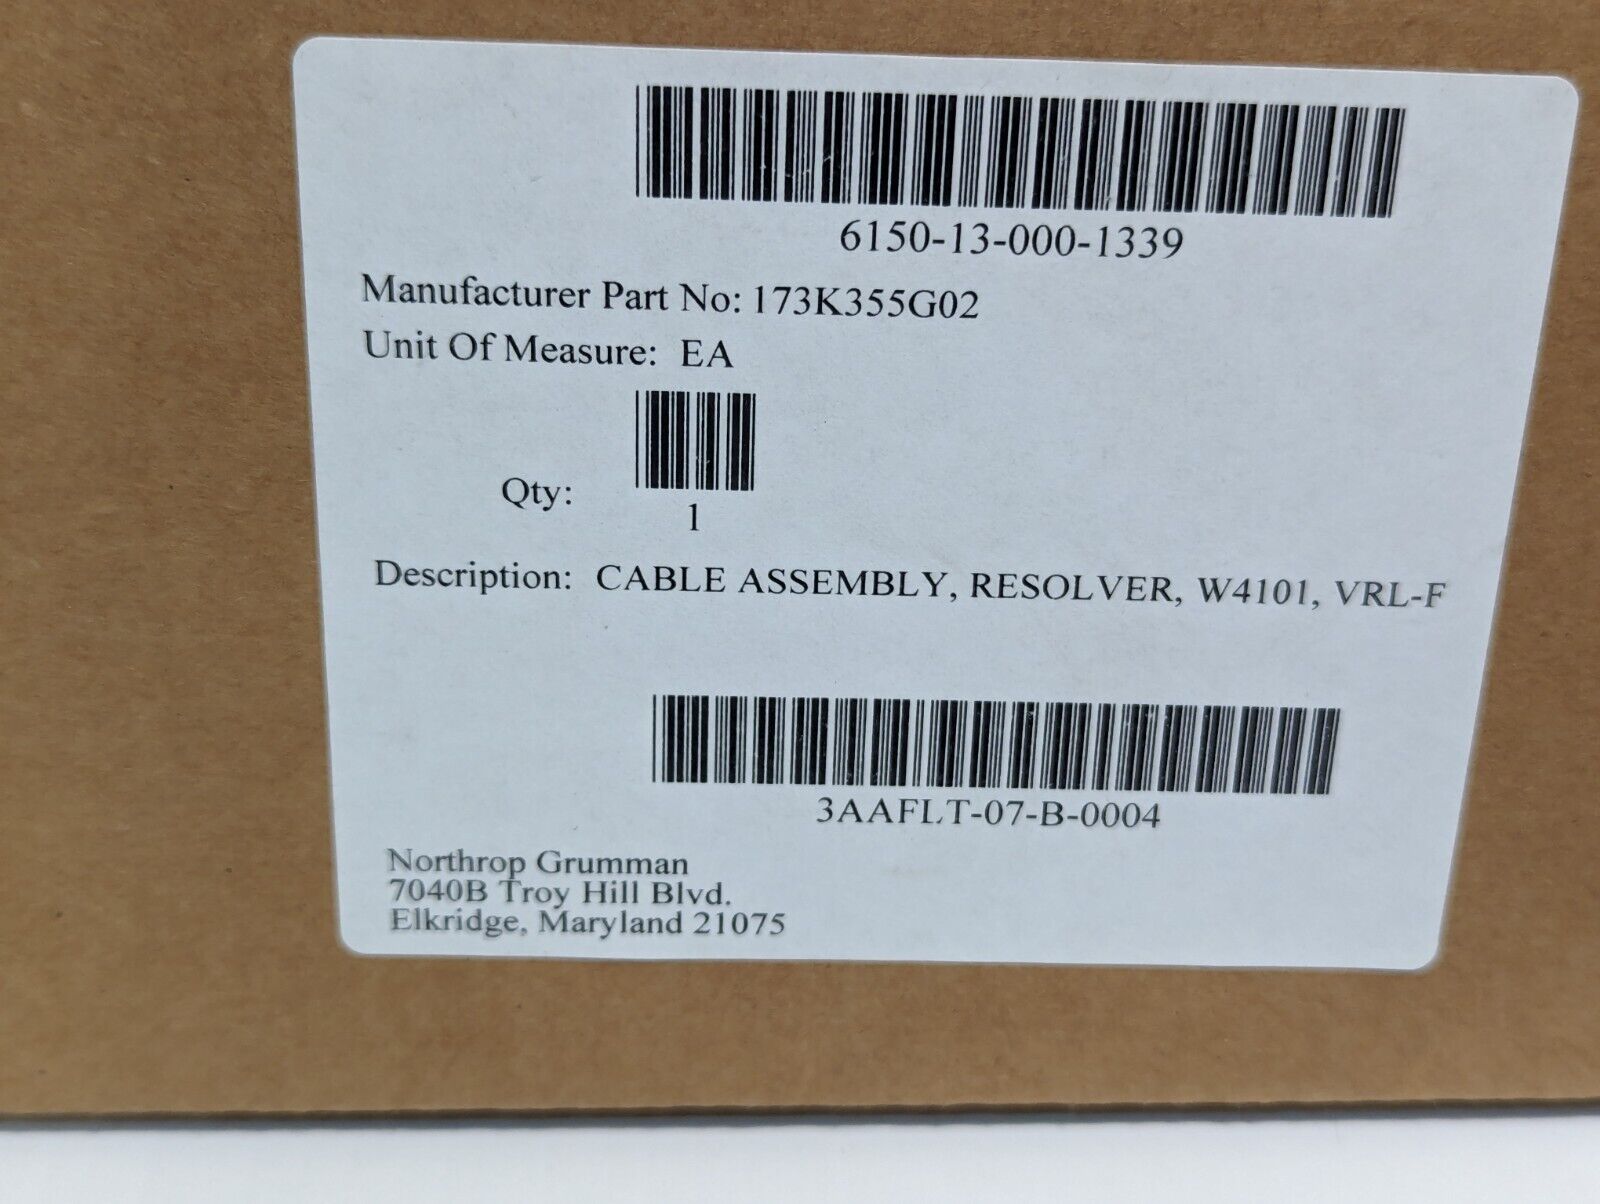 6150-13-000-1339
Manufacturer Part No: 173K355G02
Unit Of Measure: EA
Qty:
1
Description: CABLE ASSEMBLY, RESOLVER, W4101, VRL-F
3AAFLT-07-B-0004
Northrop Grumman
7040B Troy Hill Blvd.
Elkridge, Maryland 21075